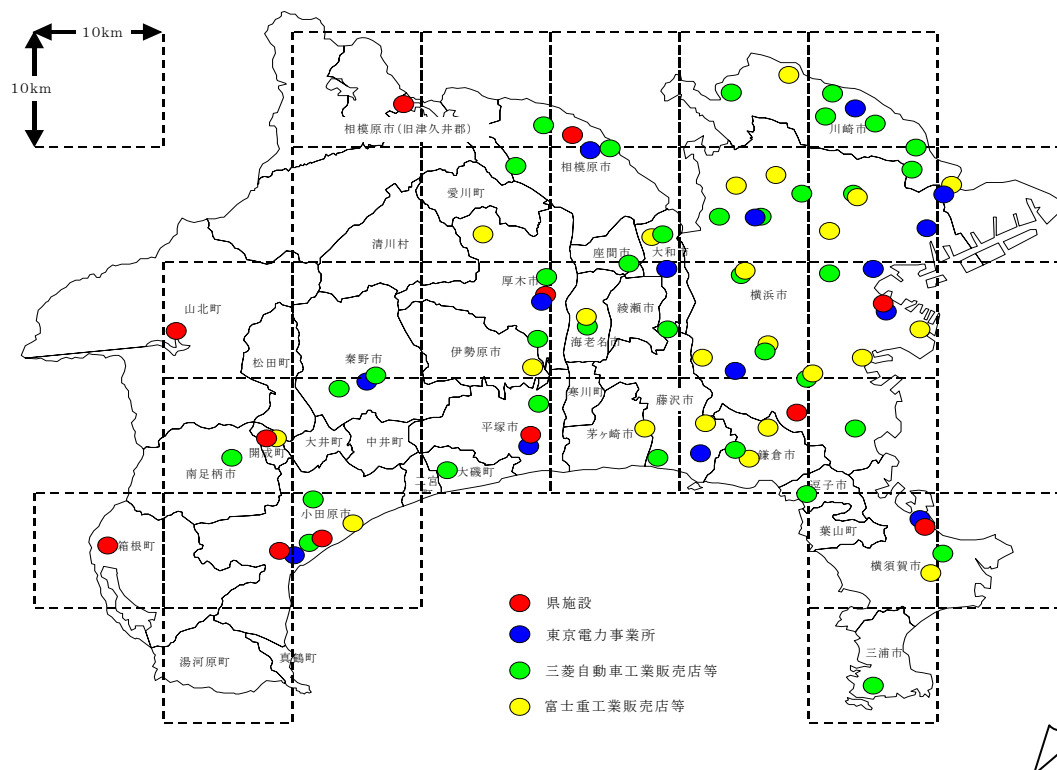 10km
10km
相模原市(旧津久井郡)
川崎市
相模原市
愛川町
清川村
座間市
大和市
厚木市
山北町
綾瀬市
横浜市
海老名市
伊勢原市
秦野市
松田町
寒川町
藤沢市
平塚市
茅ヶ崎市
大井町
中井町
開成町
鎌倉市
南足柄市
大磯町
二宮
逗子市
小田原市
葉山町
箱根町
横須賀市
県施設
東京電力事業所
三浦市
湯河原町
真鶴町
三菱自動車工業販売店等
富士重工業販売店等